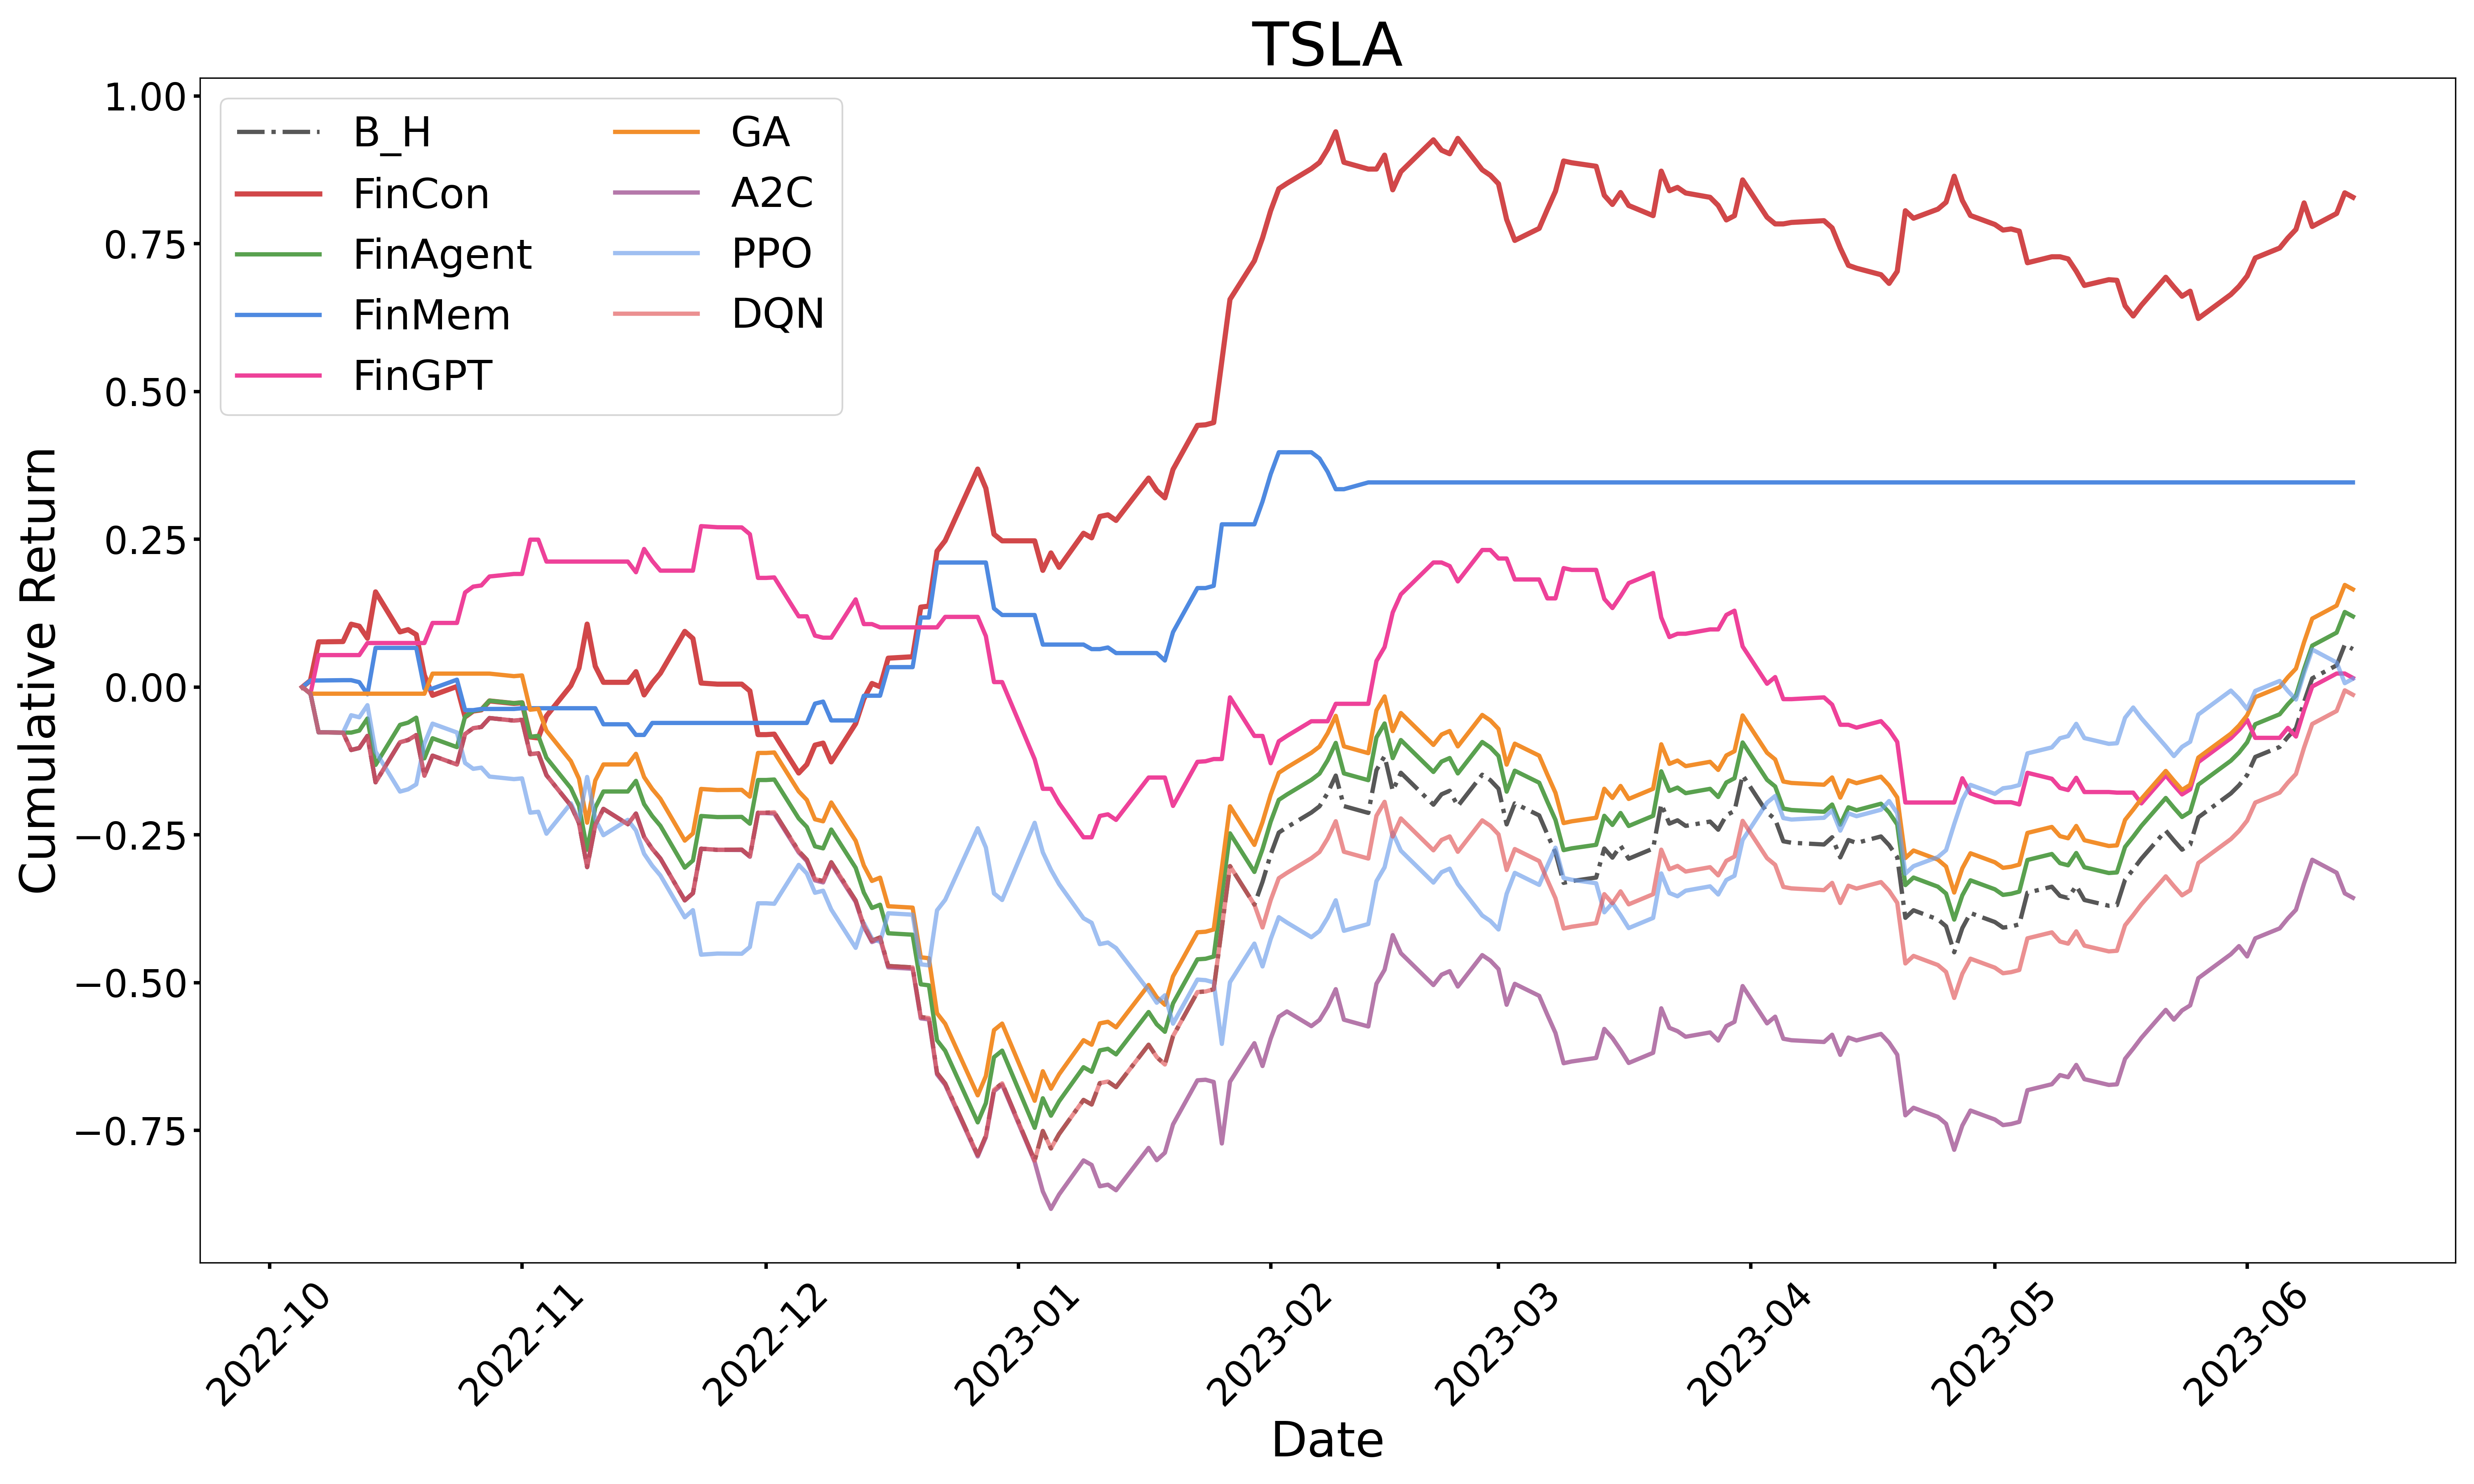 TSLA
1.00
0.75
0.50
0.25
0.00
−0.25
−0.50
−0.75
Cumulative Return
B_H
FinCon
FinAgent
FinMem
FinGPT
GA
A2C
PPO
DQN
2022-10
2022-11
2022-12
2023-01
2023-02
2023-03
2023-04
2023-05
2023-06
Date